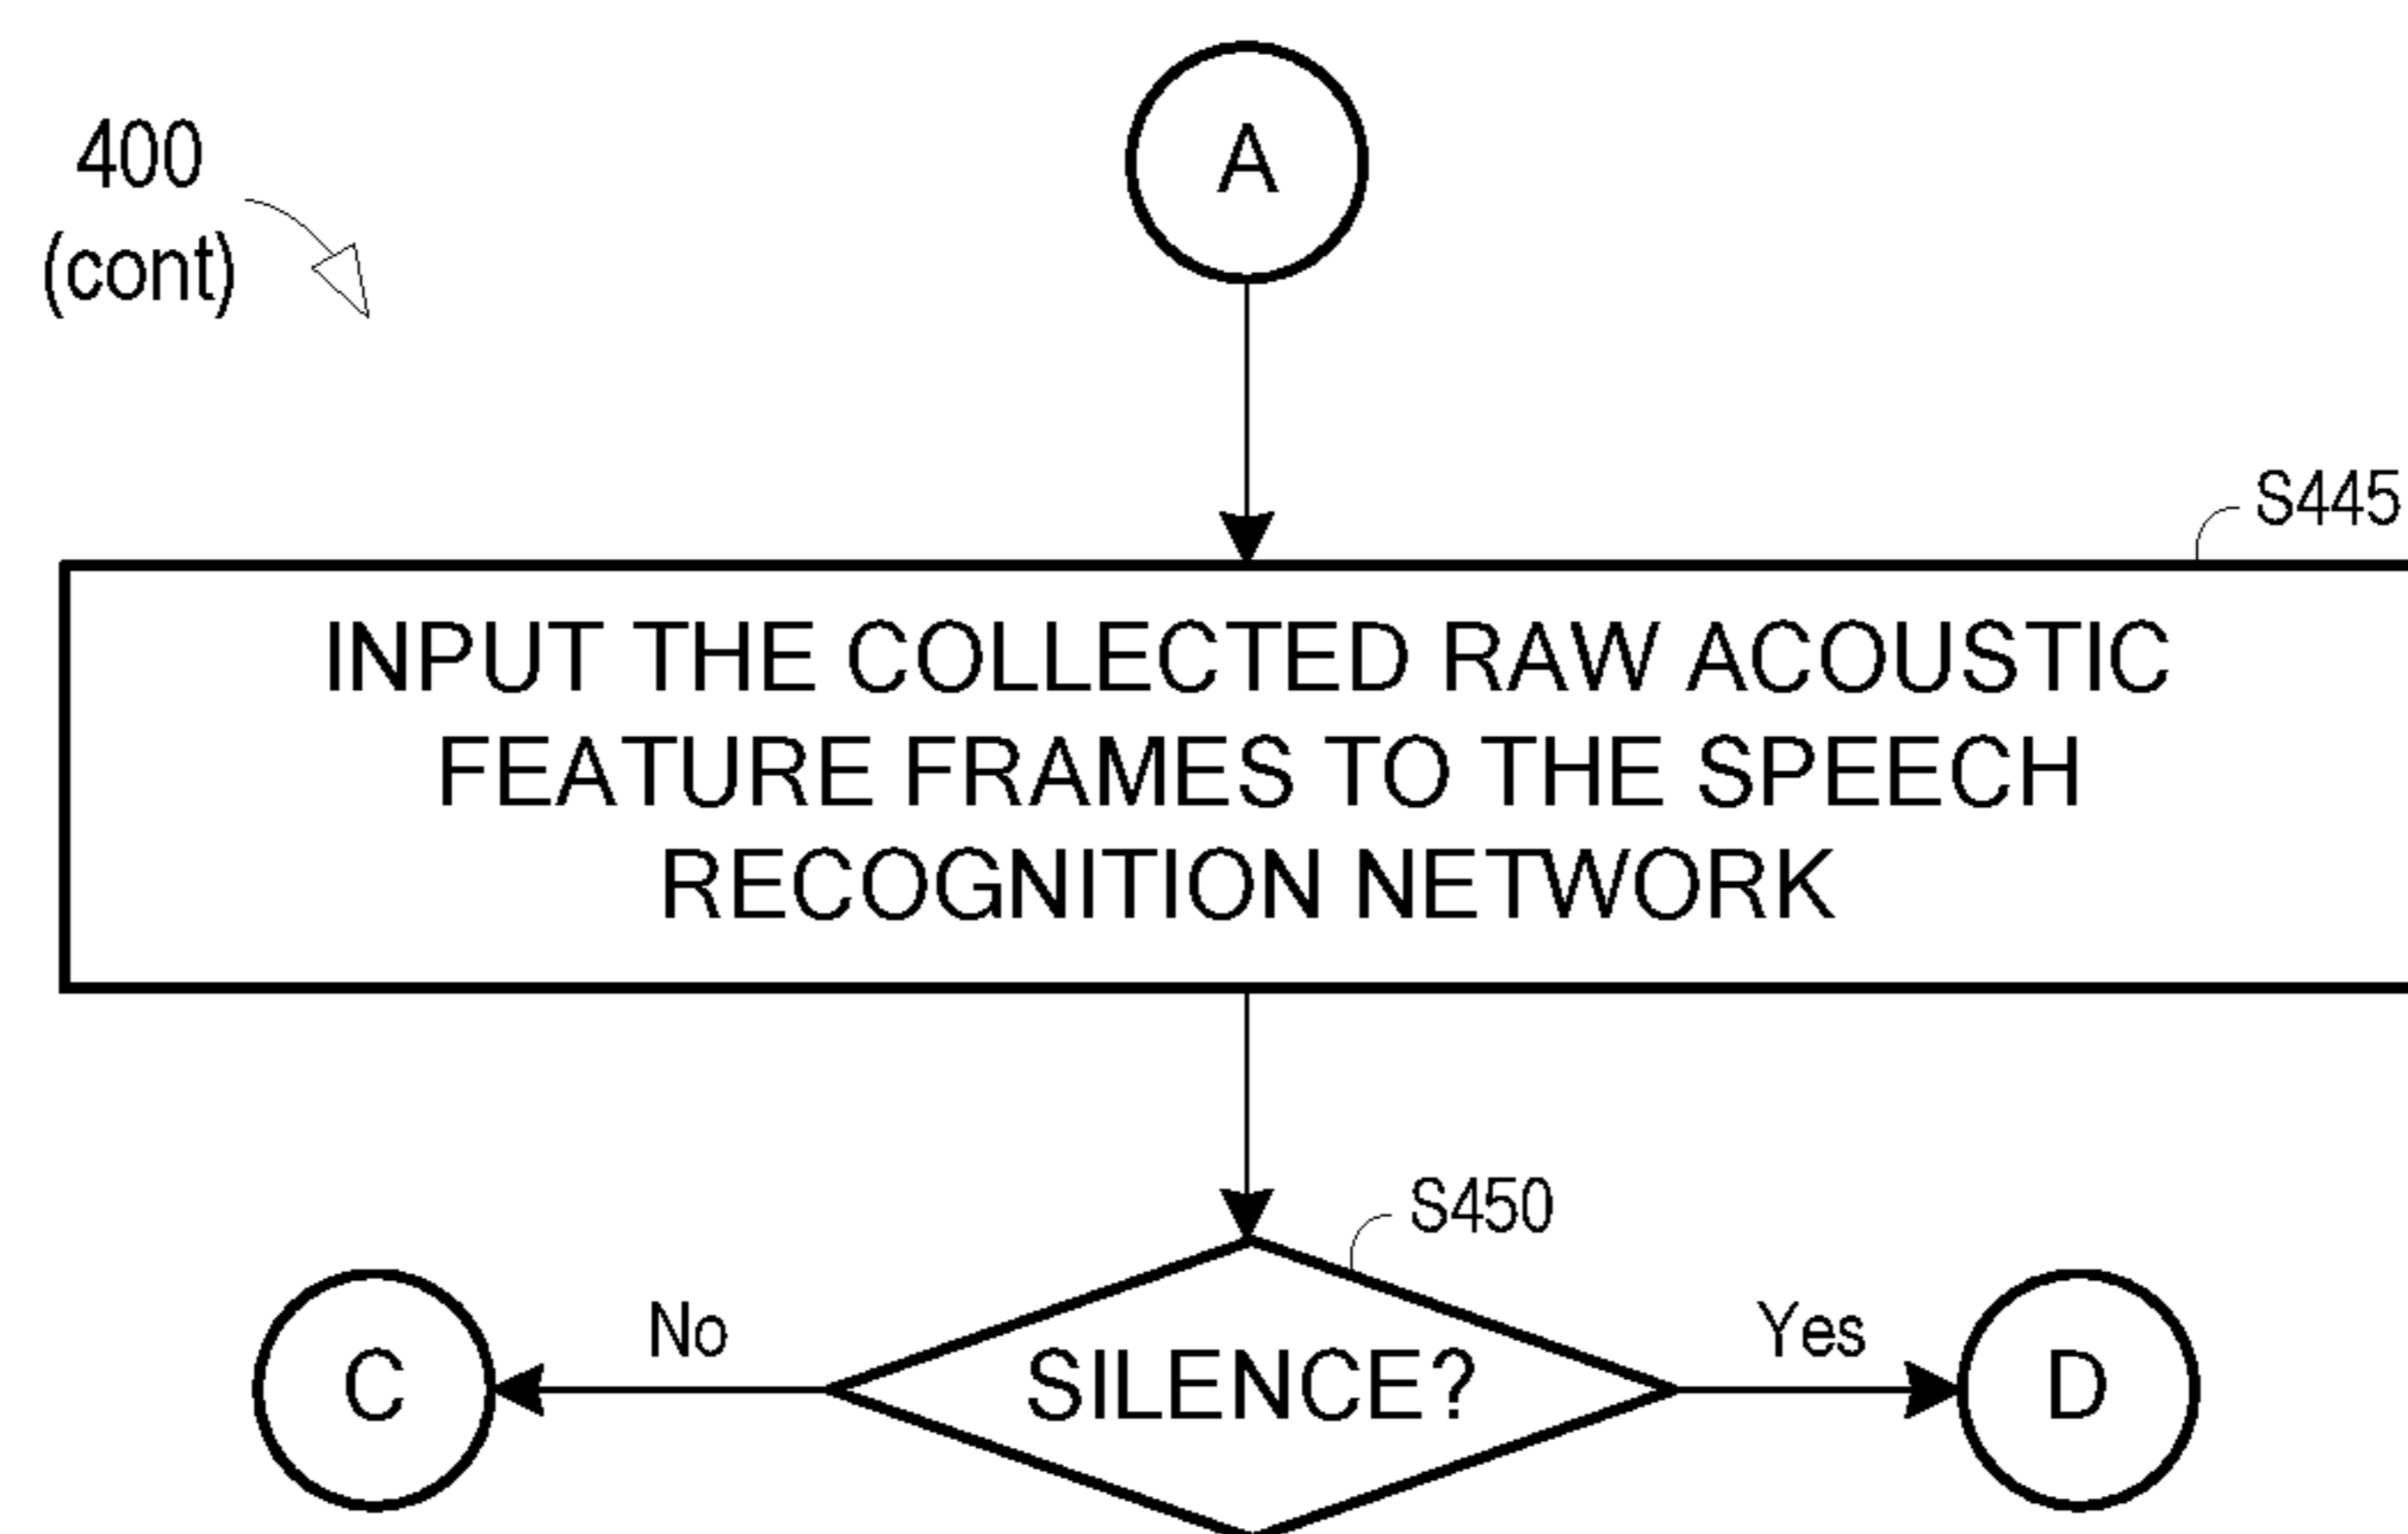 A
400
(cont)
S445
INPUT THE COLLECTED RAW ACOUSTIC
FEATURE FRAMES TO THE SPEECH
RECOGNITION NETWORK
S450
C
No
SILENCE?
Yes
D